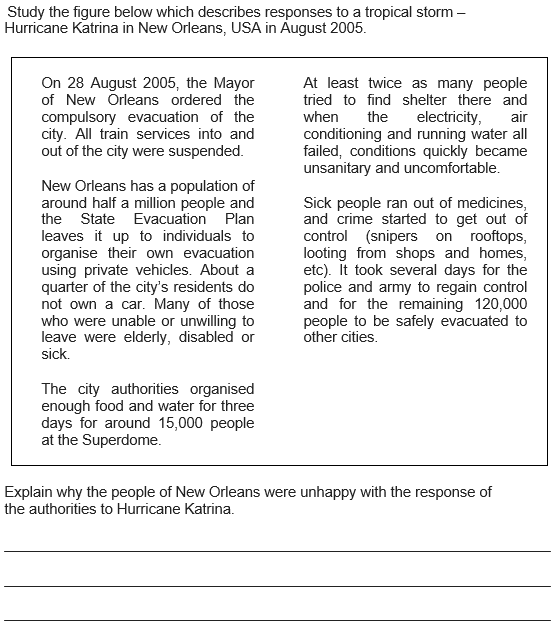 Study the figure below which describes responses to a tropical storm –
Hurricane Katrina in New Orleans, USA in August 2005.
On 28 August 2005, the Mayor
of New Orleans ordered the
compulsory evacuation of the
city. All train services into and
out of the city were suspended.
New Orleans has a population of
around half a million people and
the State Evacuation Plan
leaves it up to individuals to
organise their own evacuation
using private vehicles. About a
quarter of the city's residents do
not own a car. Many of those
who were unable or unwilling to
leave were elderly, disabled or
sick.
The city authorities organised
enough food and water for three
days for around 15,000 people
at the Superdome.
At least twice as many people
tried to find shelter there and
when the electricity, air
conditioning and running water all
failed, conditions quickly became
unsanitary and uncomfortable.
Sick people ran out of medicines,
and crime started to get out of
control (snipers on rooftops,
looting from shops and homes,
etc). It took several days for the
police and army to regain control
and for the remaining 120,000
people to be safely evacuated to
other cities.
Explain why the people of New Orleans were unhappy with the response of
the authorities to Hurricane Katrina.